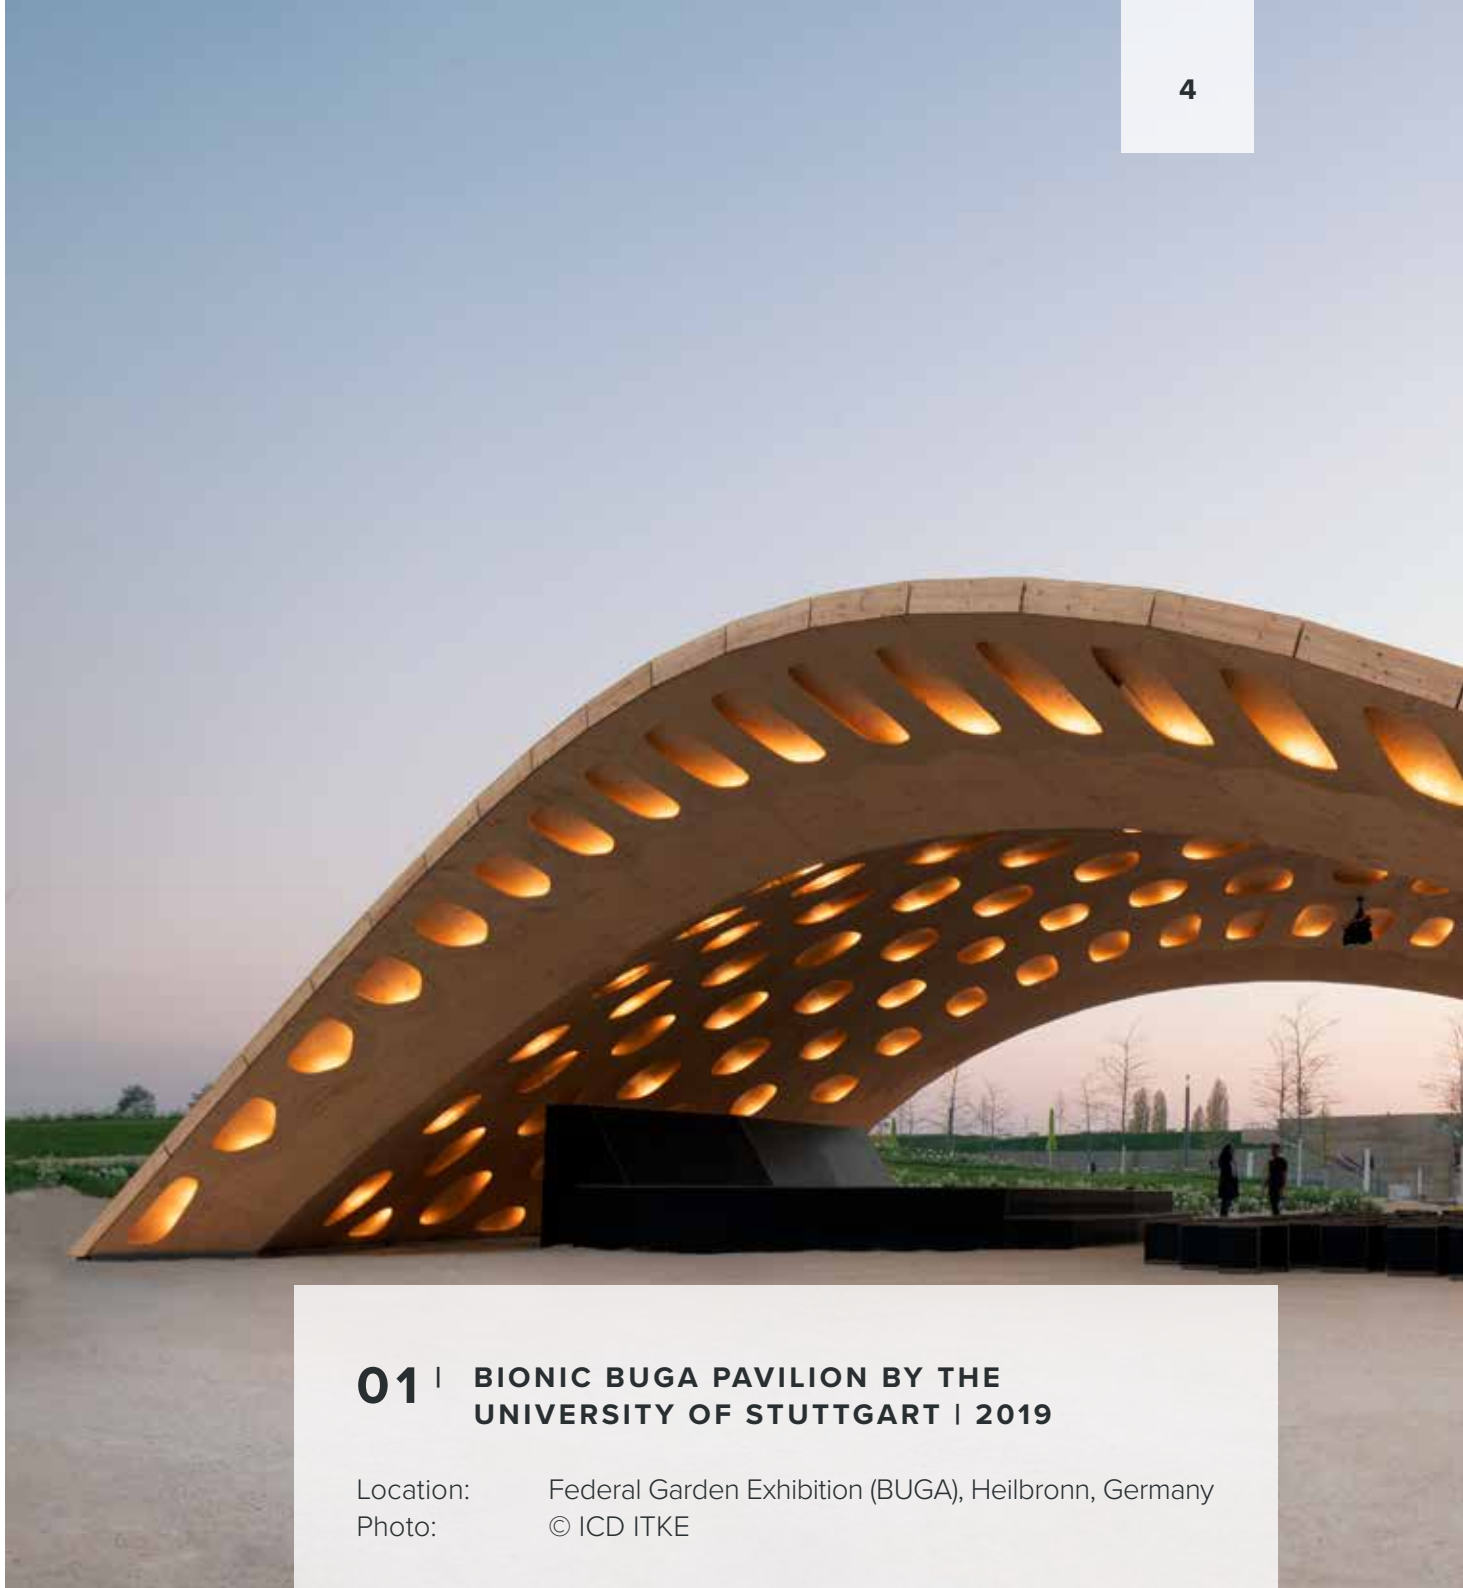 4
01 | BIONIC BUGA PAVILION BY THE
UNIVERSITY OF STUTTGART | 2019
Location: Federal Garden Exhibition (BUGA), Heilbronn, Germany
Photo: © ICD ITKE